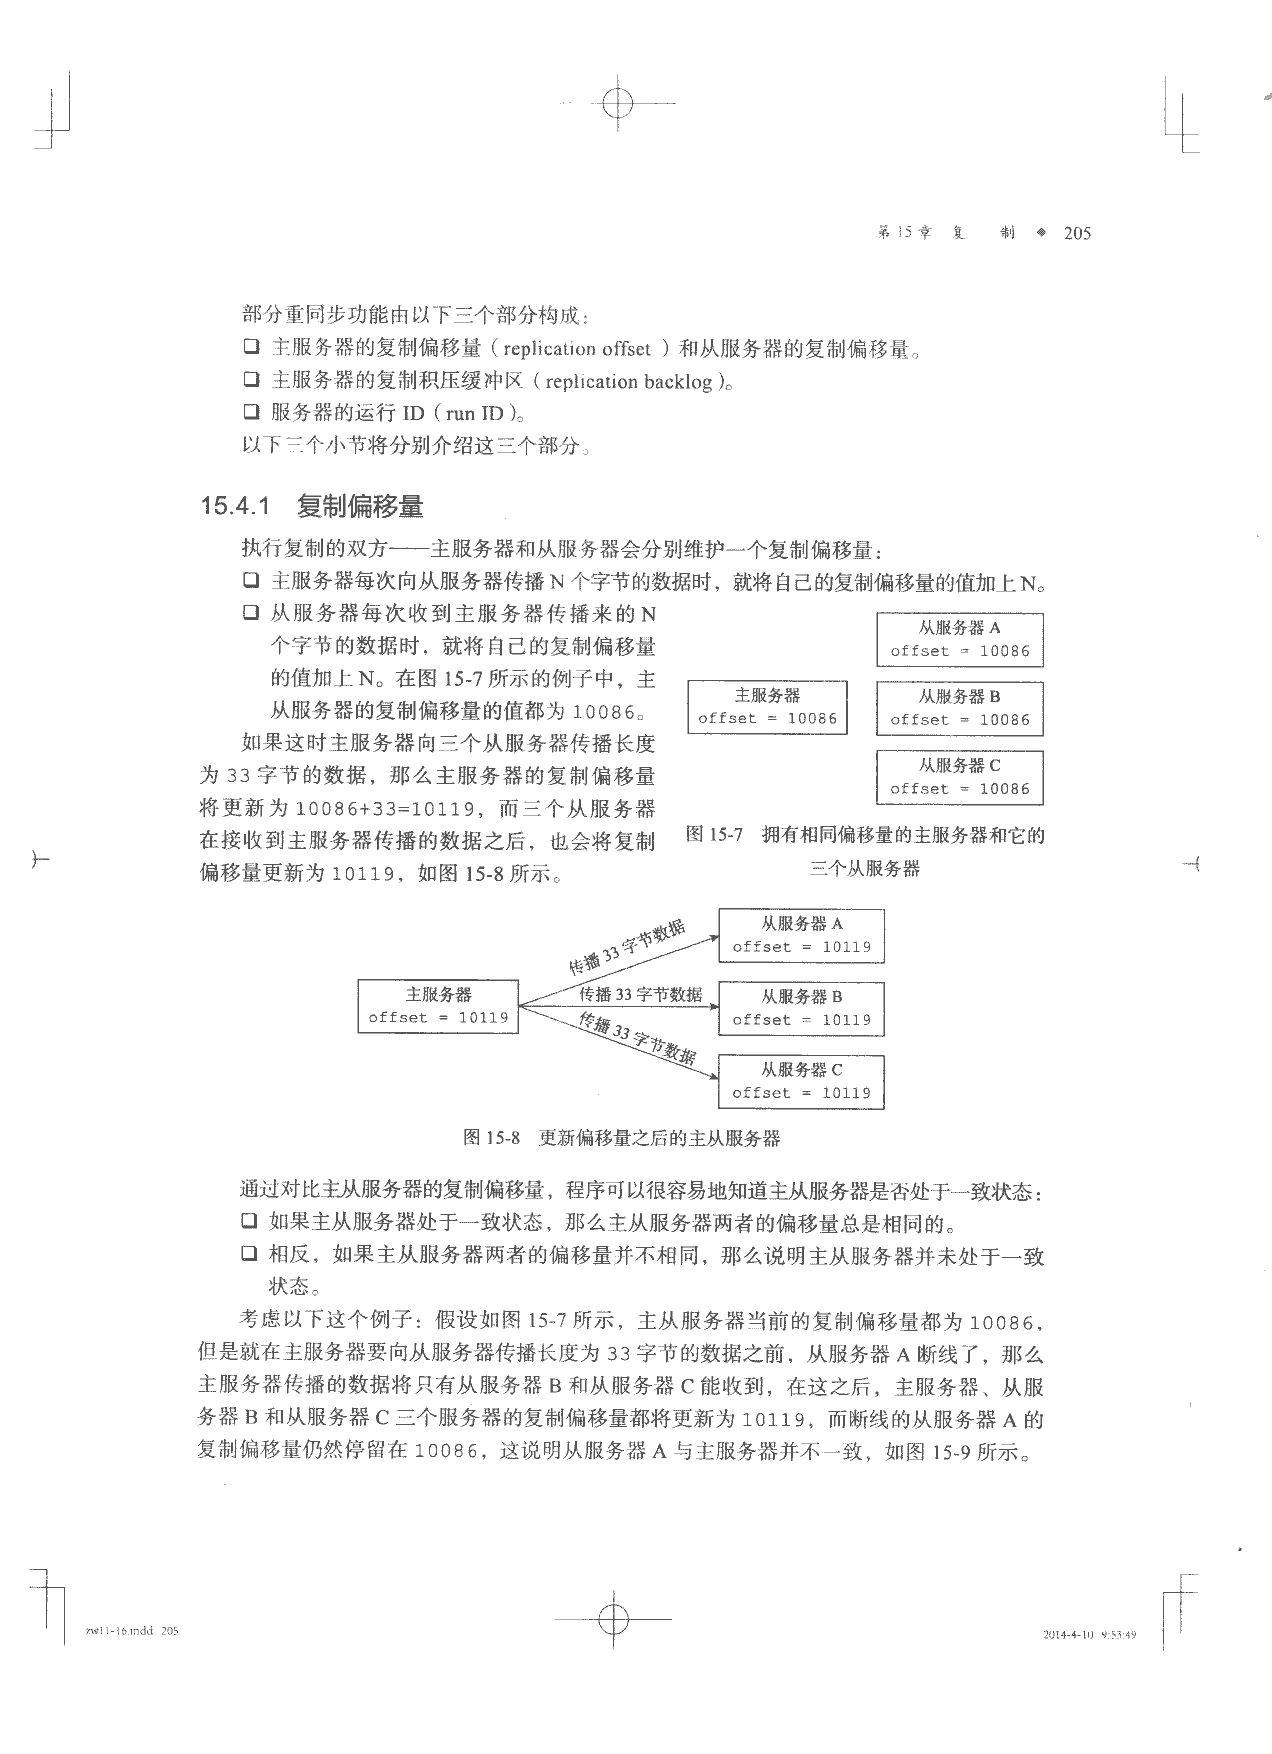 第15章 复 制 ◆ 205
部分重同步功能由以下三个部分构成：
❑ 主服务器的复制偏移量（replication offset）和从服务器的复制偏移量。
❑ 主服务器的复制积压缓冲区（replication backlog）。
❑ 服务器的运行 ID（run ID）。
以下三个小节将分别介绍这三个部分。
15.4.1 复制偏移量
执行复制的双方——主服务器和从服务器会分别维护一个复制偏移量：
❑ 主服务器每次向从服务器传播 N 个字节的数据时，就将自己的复制偏移量的值加上 N。
❑ 从服务器每次收到主服务器传播来的 N
个字节的数据时，就将自己的复制偏移量
的值加上 N。在图 15-7 所示的例子中，主
从服务器的复制偏移量的值都为 10086。
如果这时主服务器向三个从服务器传播长度
为 33 字节的数据，那么主服务器的复制偏移量
将更新为 10086+33=10119，而三个从服务器
在接收到主服务器传播的数据之后，也会将复制
偏移量更新为 10119，如图 15-8 所示。
主服务器
offset = 10086
从服务器 A
offset = 10086
从服务器 B
offset = 10086
从服务器 C
offset = 10086
图 15-7 拥有相同偏移量的主服务器和它的
三个从服务器
主服务器
offset = 10119
传播 33 字节数据
传播 33 字节数据
传播 33 字节数据
从服务器 A
offset = 10119
从服务器 B
offset = 10119
从服务器 C
offset = 10119
图 15-8 更新偏移量之后的主从服务器
通过对比主从服务器的复制偏移量，程序可以很容易地知道主从服务器是否处于一致状态：
❑ 如果主从服务器处于一致状态，那么主从服务器两者的偏移量总是相同的。
❑ 相反，如果主从服务器两者的偏移量并不相同，那么说明主从服务器并未处于一致
状态。
考虑以下这个例子：假设如图 15-7 所示，主从服务器当前的复制偏移量都为 10086，
但是就在主服务器要向从服务器传播长度为 33 字节的数据之前，从服务器 A 断线了，那么
主服务器传播的数据将只有从服务器 B 和从服务器 C 能收到，在这之后，主服务器、从服
务器 B 和从服务器 C 三个服务器的复制偏移量都将更新为 10119，而断线的从服务器 A 的
复制偏移量仍然停留在 10086，这说明从服务器 A 与主服务器并不一致，如图 15-9 所示。
zw11-16.indd 205
2014-4-10 9:53:49